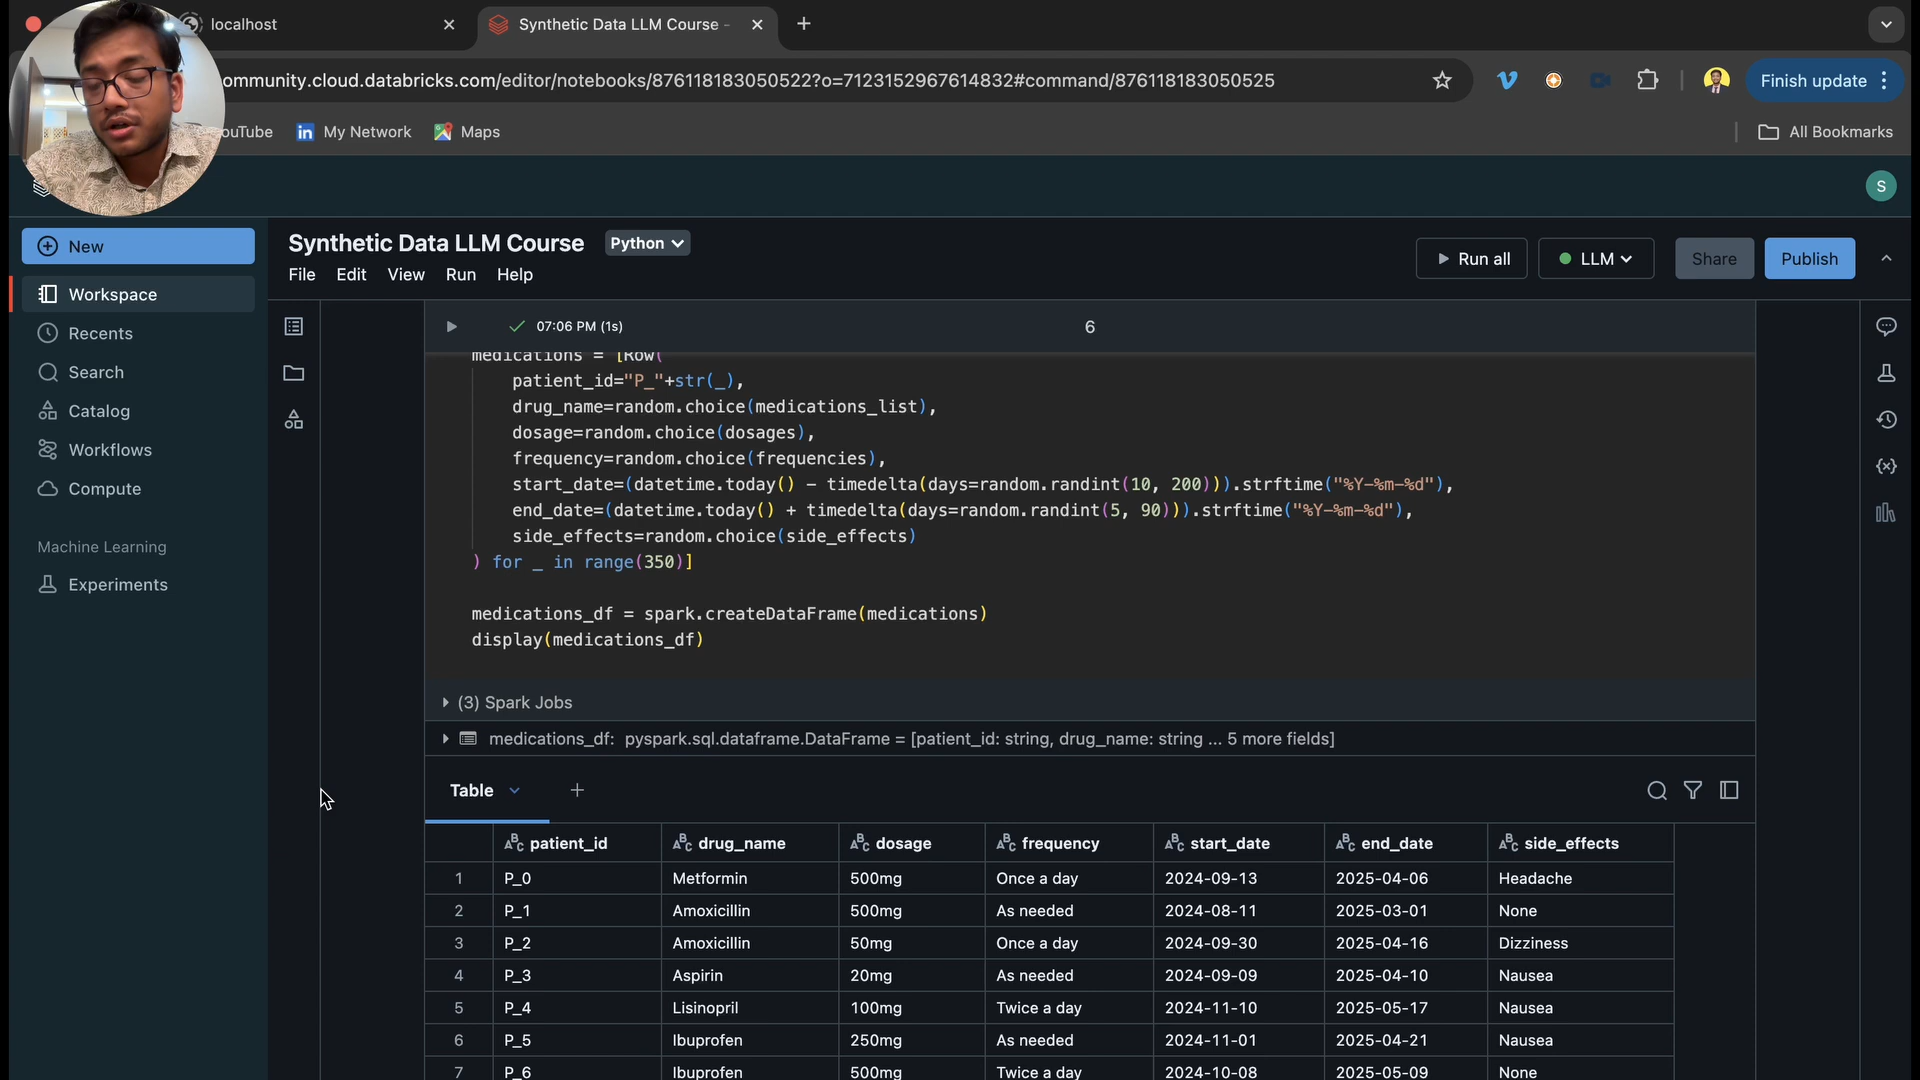 localhost
Synthetic Data LLM Course -
ommunity.cloud.databricks.com/editor/notebooks/876118183050522?o=7123152967614832#command/876118183050525
Finish update
ouTube
My Network
Maps
All Bookmarks
S
New
Workspace
Recents
Search
Catalog
Workflows
Compute
Machine Learning
Experiments
Synthetic Data LLM Course
Python
File Edit View Run Help
Run all
LLM
Share
Publish
07:06 PM (1s)
6
medications = [Row(
patient_id="P_"+str(_),
drug_name=random.choice(medications_list),
dosage=random.choice(dosages),
frequency=random.choice(frequencies),
start_date=(datetime.today() - timedelta(days=random.randint(10, 200))).strftime("%Y-%m-%d"),
end_date=(datetime.today() + timedelta(days=random.randint(5, 90))).strftime("%Y-%m-%d"),
side_effects=random.choice(side_effects)
) for _ in range(350)]
medications_df = spark.createDataFrame(medications)
display(medications_df)
(3) Spark Jobs
medications_df: pyspark.sql.dataframe.DataFrame = [patient_id: string, drug_name: string ... 5 more fields]
Table
patient_id drug_name dosage frequency start_date end_date side_effects
1 P_0 Metformin 500mg Once a day 2024-09-13 2025-04-06 Headache
2 P_1 Amoxicillin 500mg As needed 2024-08-11 2025-03-01 None
3 P_2 Amoxicillin 50mg Once a day 2024-09-30 2025-04-16 Dizziness
4 P_3 Aspirin 20mg As needed 2024-09-09 2025-04-10 Nausea
5 P_4 Lisinopril 100mg Twice a day 2024-11-10 2025-05-17 Nausea
6 P_5 Ibuprofen 250mg As needed 2024-11-01 2025-04-21 Nausea
7 P_6 Ibuprofen 500mg Twice a day 2024-10-08 2025-05-09 None